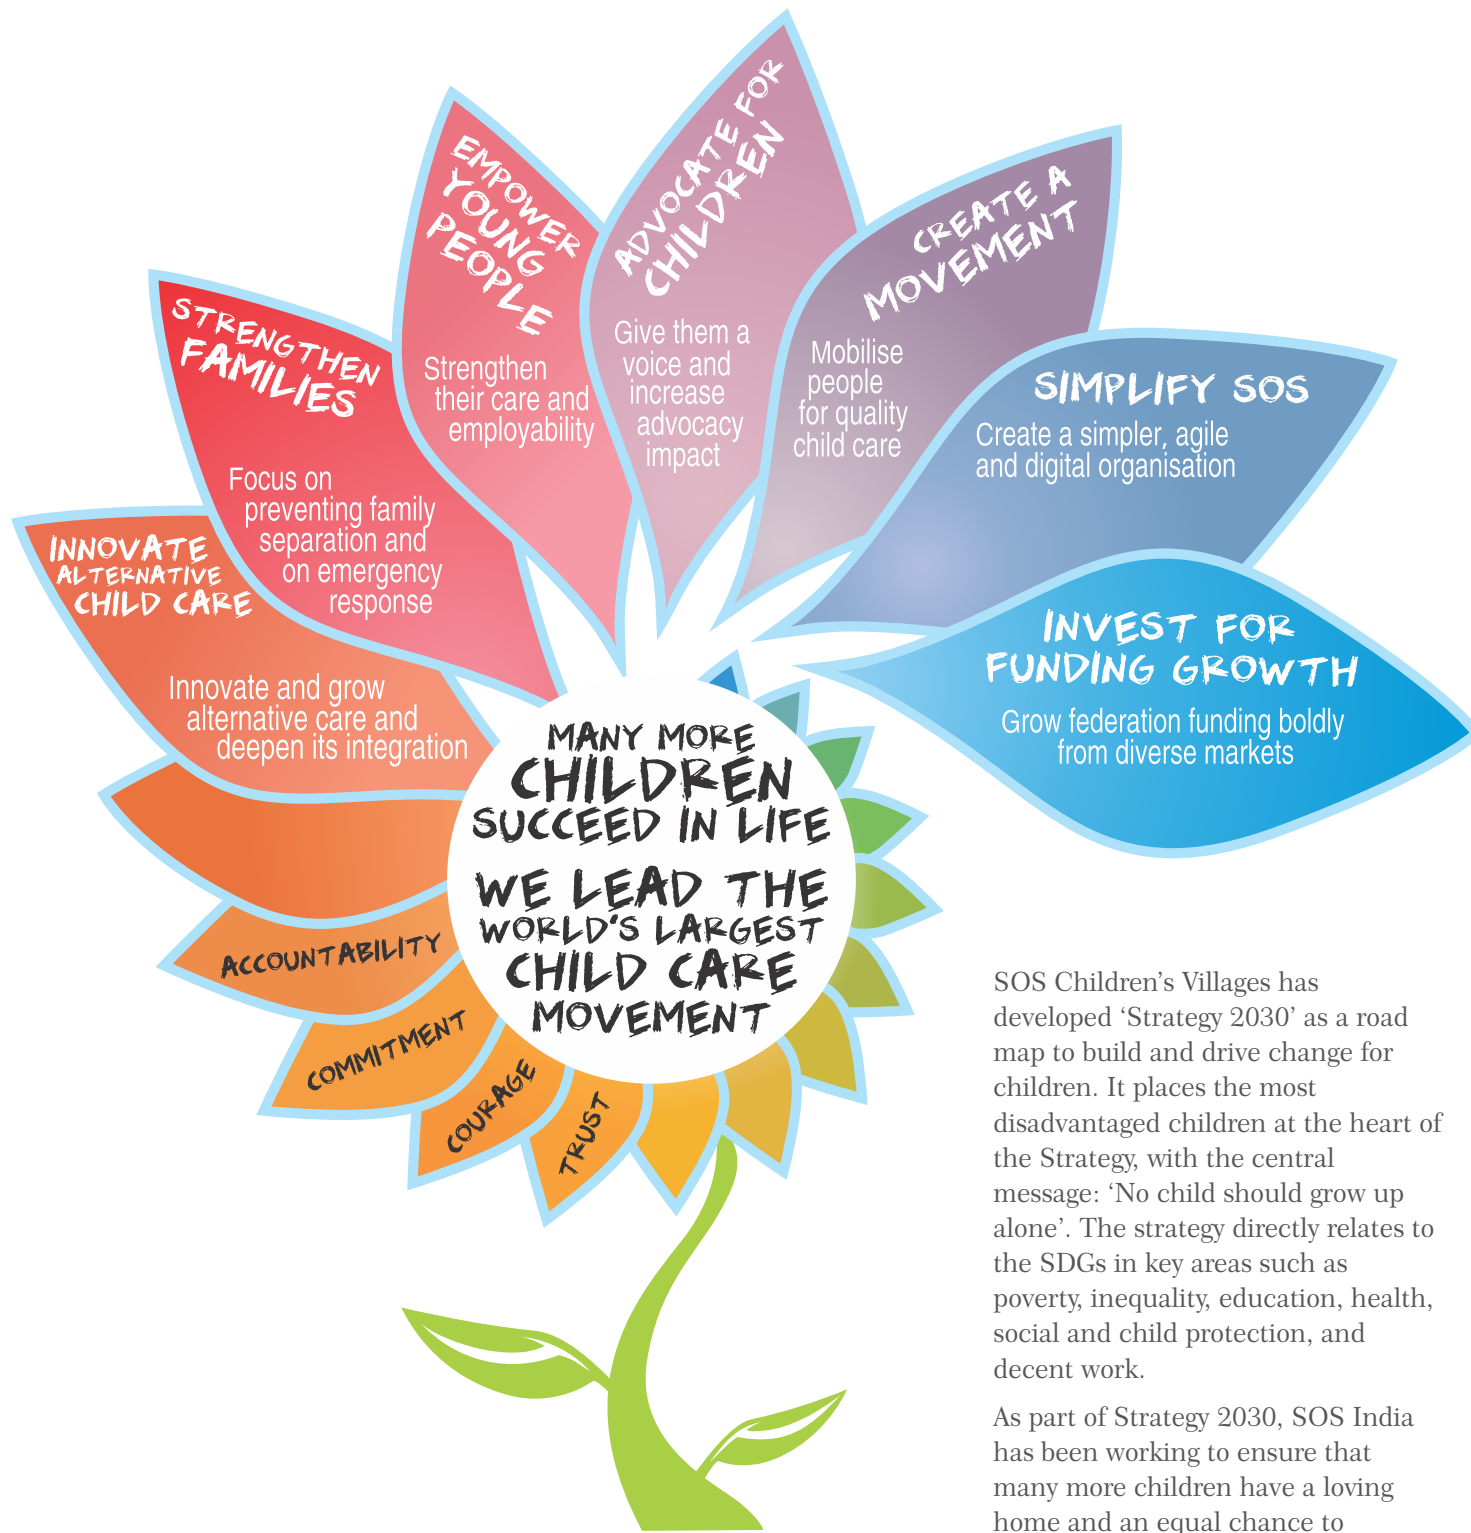 ADVOCATE FOR
CHILDREN
Give them a
voice and
increase
advocacy
impact
EMPOWER
YOUNG
PEOPLE
Strengthen
their care and
employability
CREATE A
MOVEMENT
Mobilise
people
for quality
child care
STRENGTHEN
FAMILIES
Focus on
preventing family
separation and
on emergency
response
SIMPLIFY SOS
Create a simpler, agile
and digital organisation
INNOVATE
ALTERNATIVE
CHILD CARE
Innovate and grow
alternative care and
deepen its integration
INVEST FOR
FUNDING GROWTH
Grow federation funding boldly
from diverse markets
MANY MORE
CHILDREN
SUCCEED IN LIFE
WE LEAD THE
WORLD'S LARGEST
CHILD CARE
MOVEMENT
ACCOUNTABILITY
COMMITMENT
COURAGE
TRUST
SOS Children’s Villages has
developed ‘Strategy 2030’ as a road
map to build and drive change for
children. It places the most
disadvantaged children at the heart of
the Strategy, with the central
message: ‘No child should grow up
alone’. The strategy directly relates to
the SDGs in key areas such as
poverty, inequality, education, health,
social and child protection, and
decent work.
As part of Strategy 2030, SOS India
has been working to ensure that
many more children have a loving
home and an equal chance to